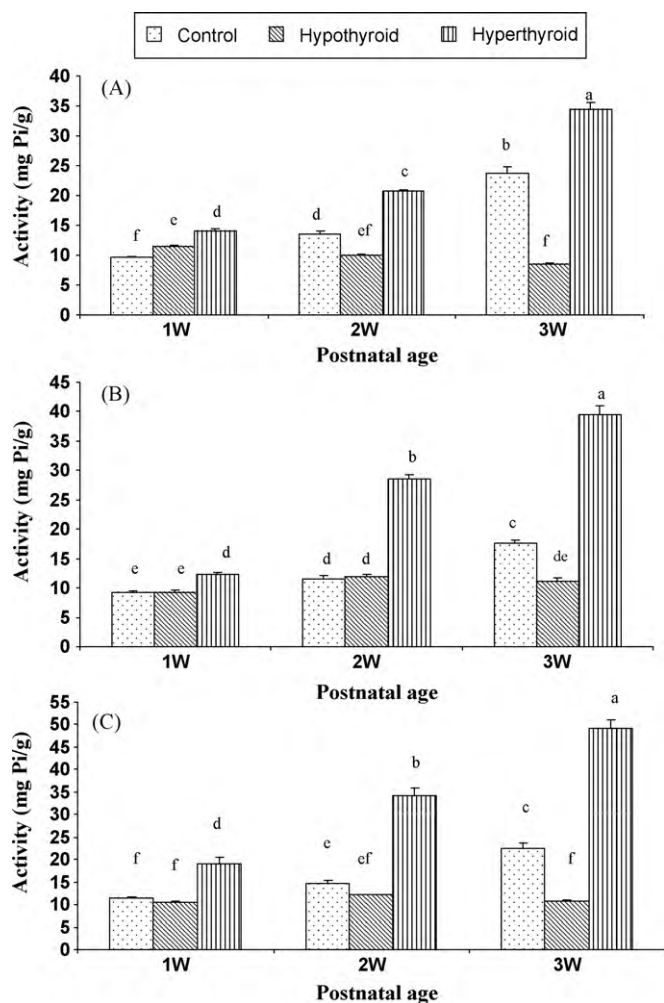 Control Hypothyroid Hyperthyroid
(A)
Activity (mg Pi/g)
40
35
30
25
20
15
10
5
0
f e d d ef c b f a
1W 2W 3W
Postnatal age
(B)
Activity (mg Pi/g)
45
40
35
30
25
20
15
10
5
0
e e d d d b c de a
1W 2W 3W
Postnatal age
(C)
Activity (mg Pi/g)
55
50
45
40
35
30
25
20
15
10
5
0
f f d e ef b c f a
1W 2W 3W
Postnatal age